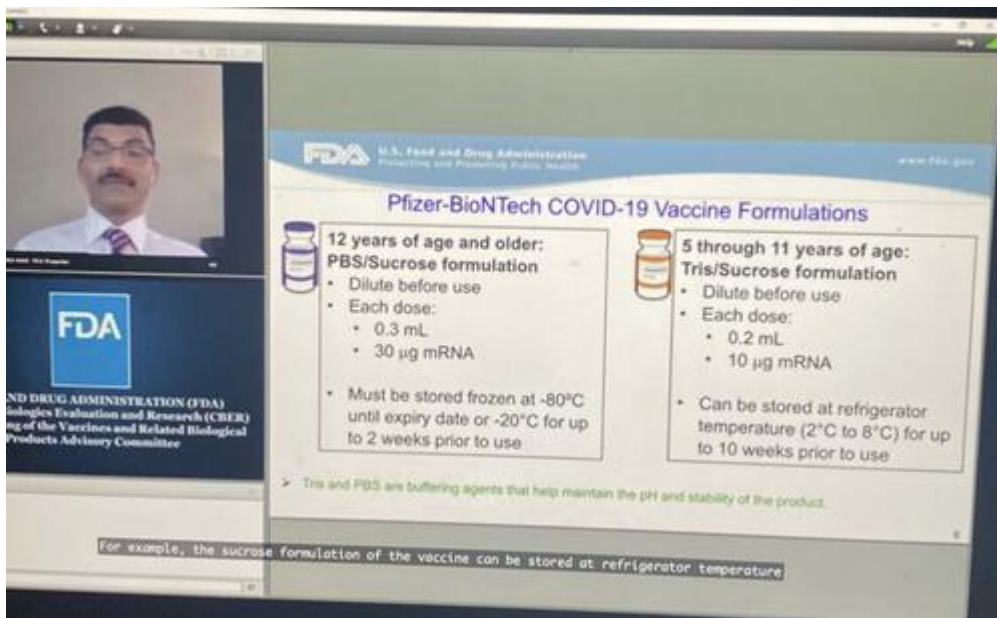 Help
FDA U.S. Food and Drug Administration
Protecting and Promoting Public Health
www.fda.gov
Pfizer-BioNTech COVID-19 Vaccine Formulations
12 years of age and older:
PBS/Sucrose formulation
• Dilute before use
• Each dose:
• 0.3 mL
• 30 µg mRNA
• Must be stored frozen at -80°C
until expiry date or -20°C for up
to 2 weeks prior to use
5 through 11 years of age:
Tris/Sucrose formulation
• Dilute before use
• Each dose:
• 0.2 mL
• 10 µg mRNA
• Can be stored at refrigerator
temperature (2°C to 8°C) for up
to 10 weeks prior to use
➢ Tris and PBS are buffering agents that help maintain the pH and stability of the product.
FDA
ND DRUG ADMINISTRATION (FDA)
iologics Evaluation and Research (CBER)
ng of the Vaccines and Related Biological
Products Advisory Committee
For example, the sucrose formulation of the vaccine can be stored at refrigerator temperature